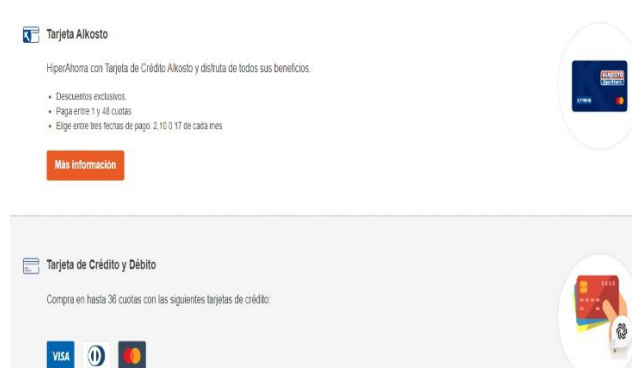 Tarjeta Alkosto
HiperAhorra con Tarjeta de Crédito Alkosto y disfruta de todos sus beneficios.
• Descuentos exclusivos.
• Paga entre 1 y 48 cuotas
• Elige entre tres fechas de pago: 2,10 0 17 de cada mes
ALKOSTO
Más información
Tarjeta de Crédito y Débito
Compra en hasta 36 cuotas con las siguientes tarjetas de crédito:
VISA